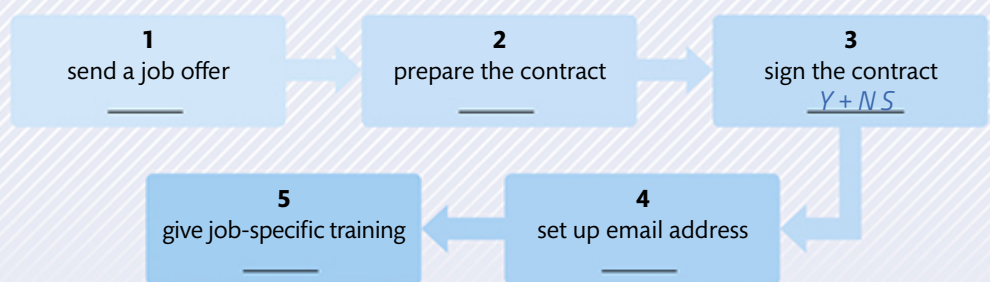 1
send a job offer
2
prepare the contract
3
sign the contract
Y + N S
4
set up email address
5
give job-specific training